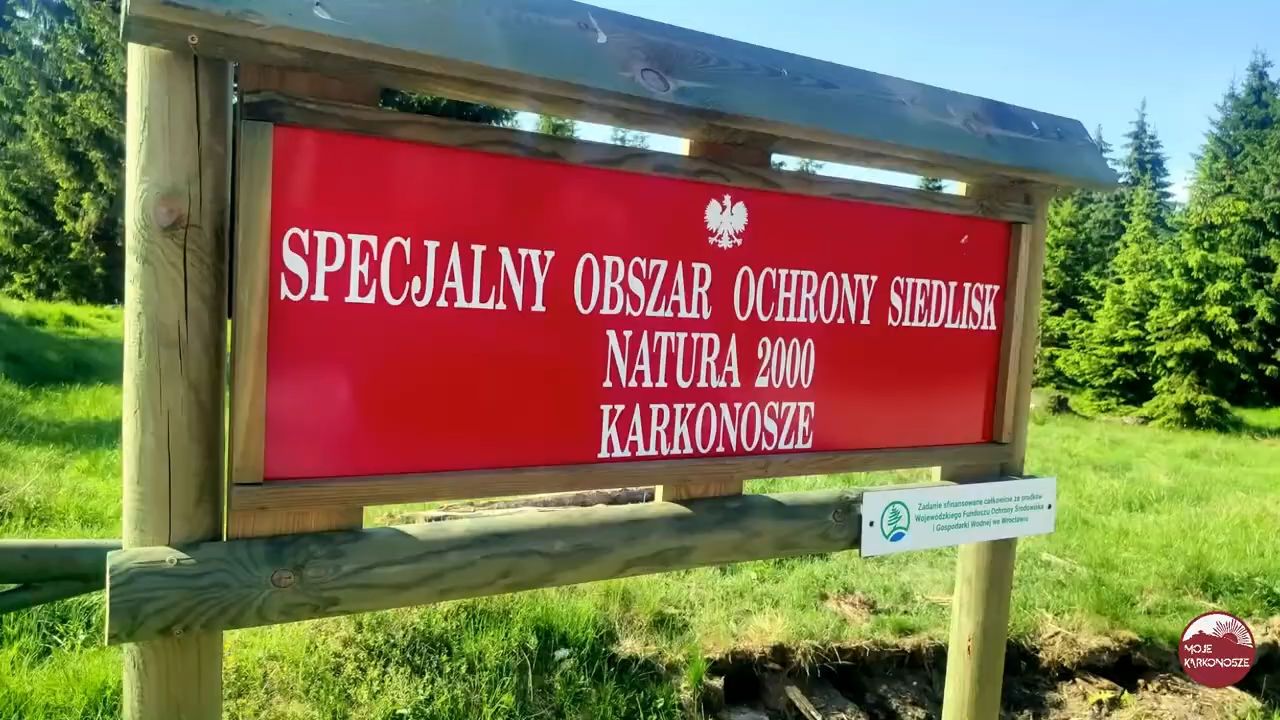 SPECJALNY OBSZAR OCHRONY SIEDLISK
NATURA 2000
KARKONOSZE
Zadanie sfinansowane całkowicie ze środków
Wojewódzkiego Funduszu Ochrony Środowiska
i Gospodarki Wodnej we Wrocławiu
MOJE
KARKONOSZE